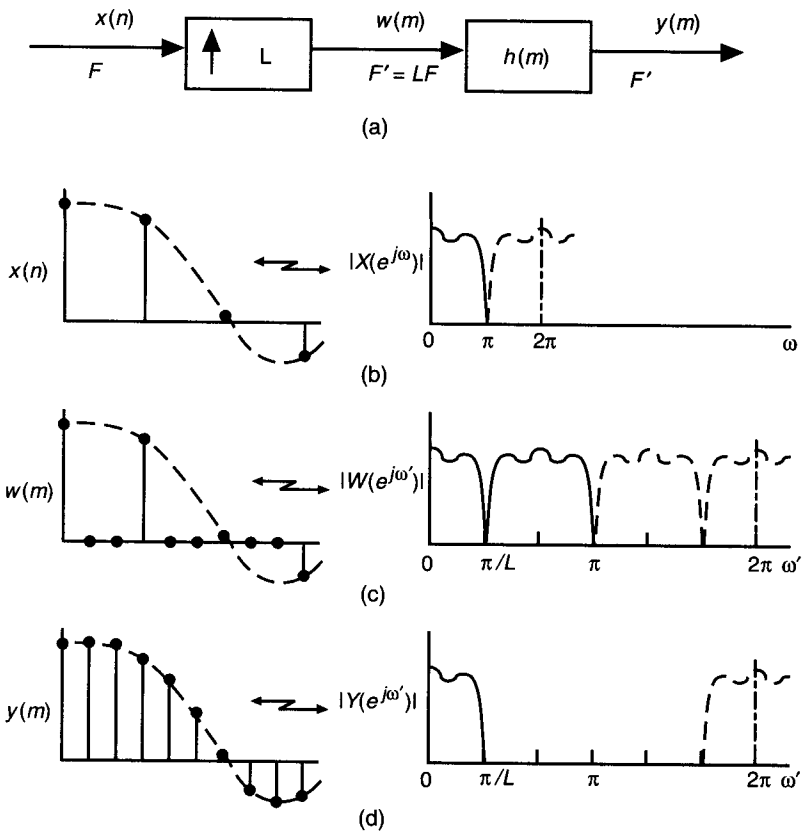 x(n) w(m) y(m)
L h(m)
F F′ = LF F′
(a)
x(n) |X(e^{jω})|
0 π 2π ω
(b)
w(m) |W(e^{jω′})|
0 π/L π 2π ω′
(c)
y(m) |Y(e^{jω′})|
0 π/L π 2π ω′
(d)